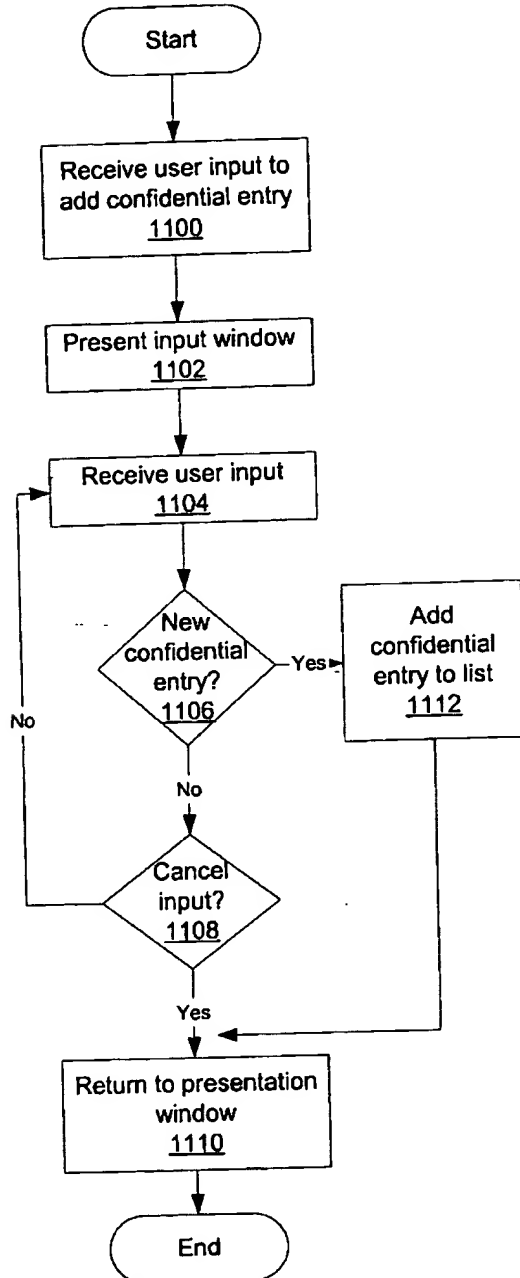 Start
Receive user input to
add confidential entry
1100
Present input window
1102
Receive user input
1104
New
confidential
entry?
1106
Yes
Add
confidential
entry to list
1112
No
No
Cancel
input?
1108
Yes
Return to presentation
window
1110
End